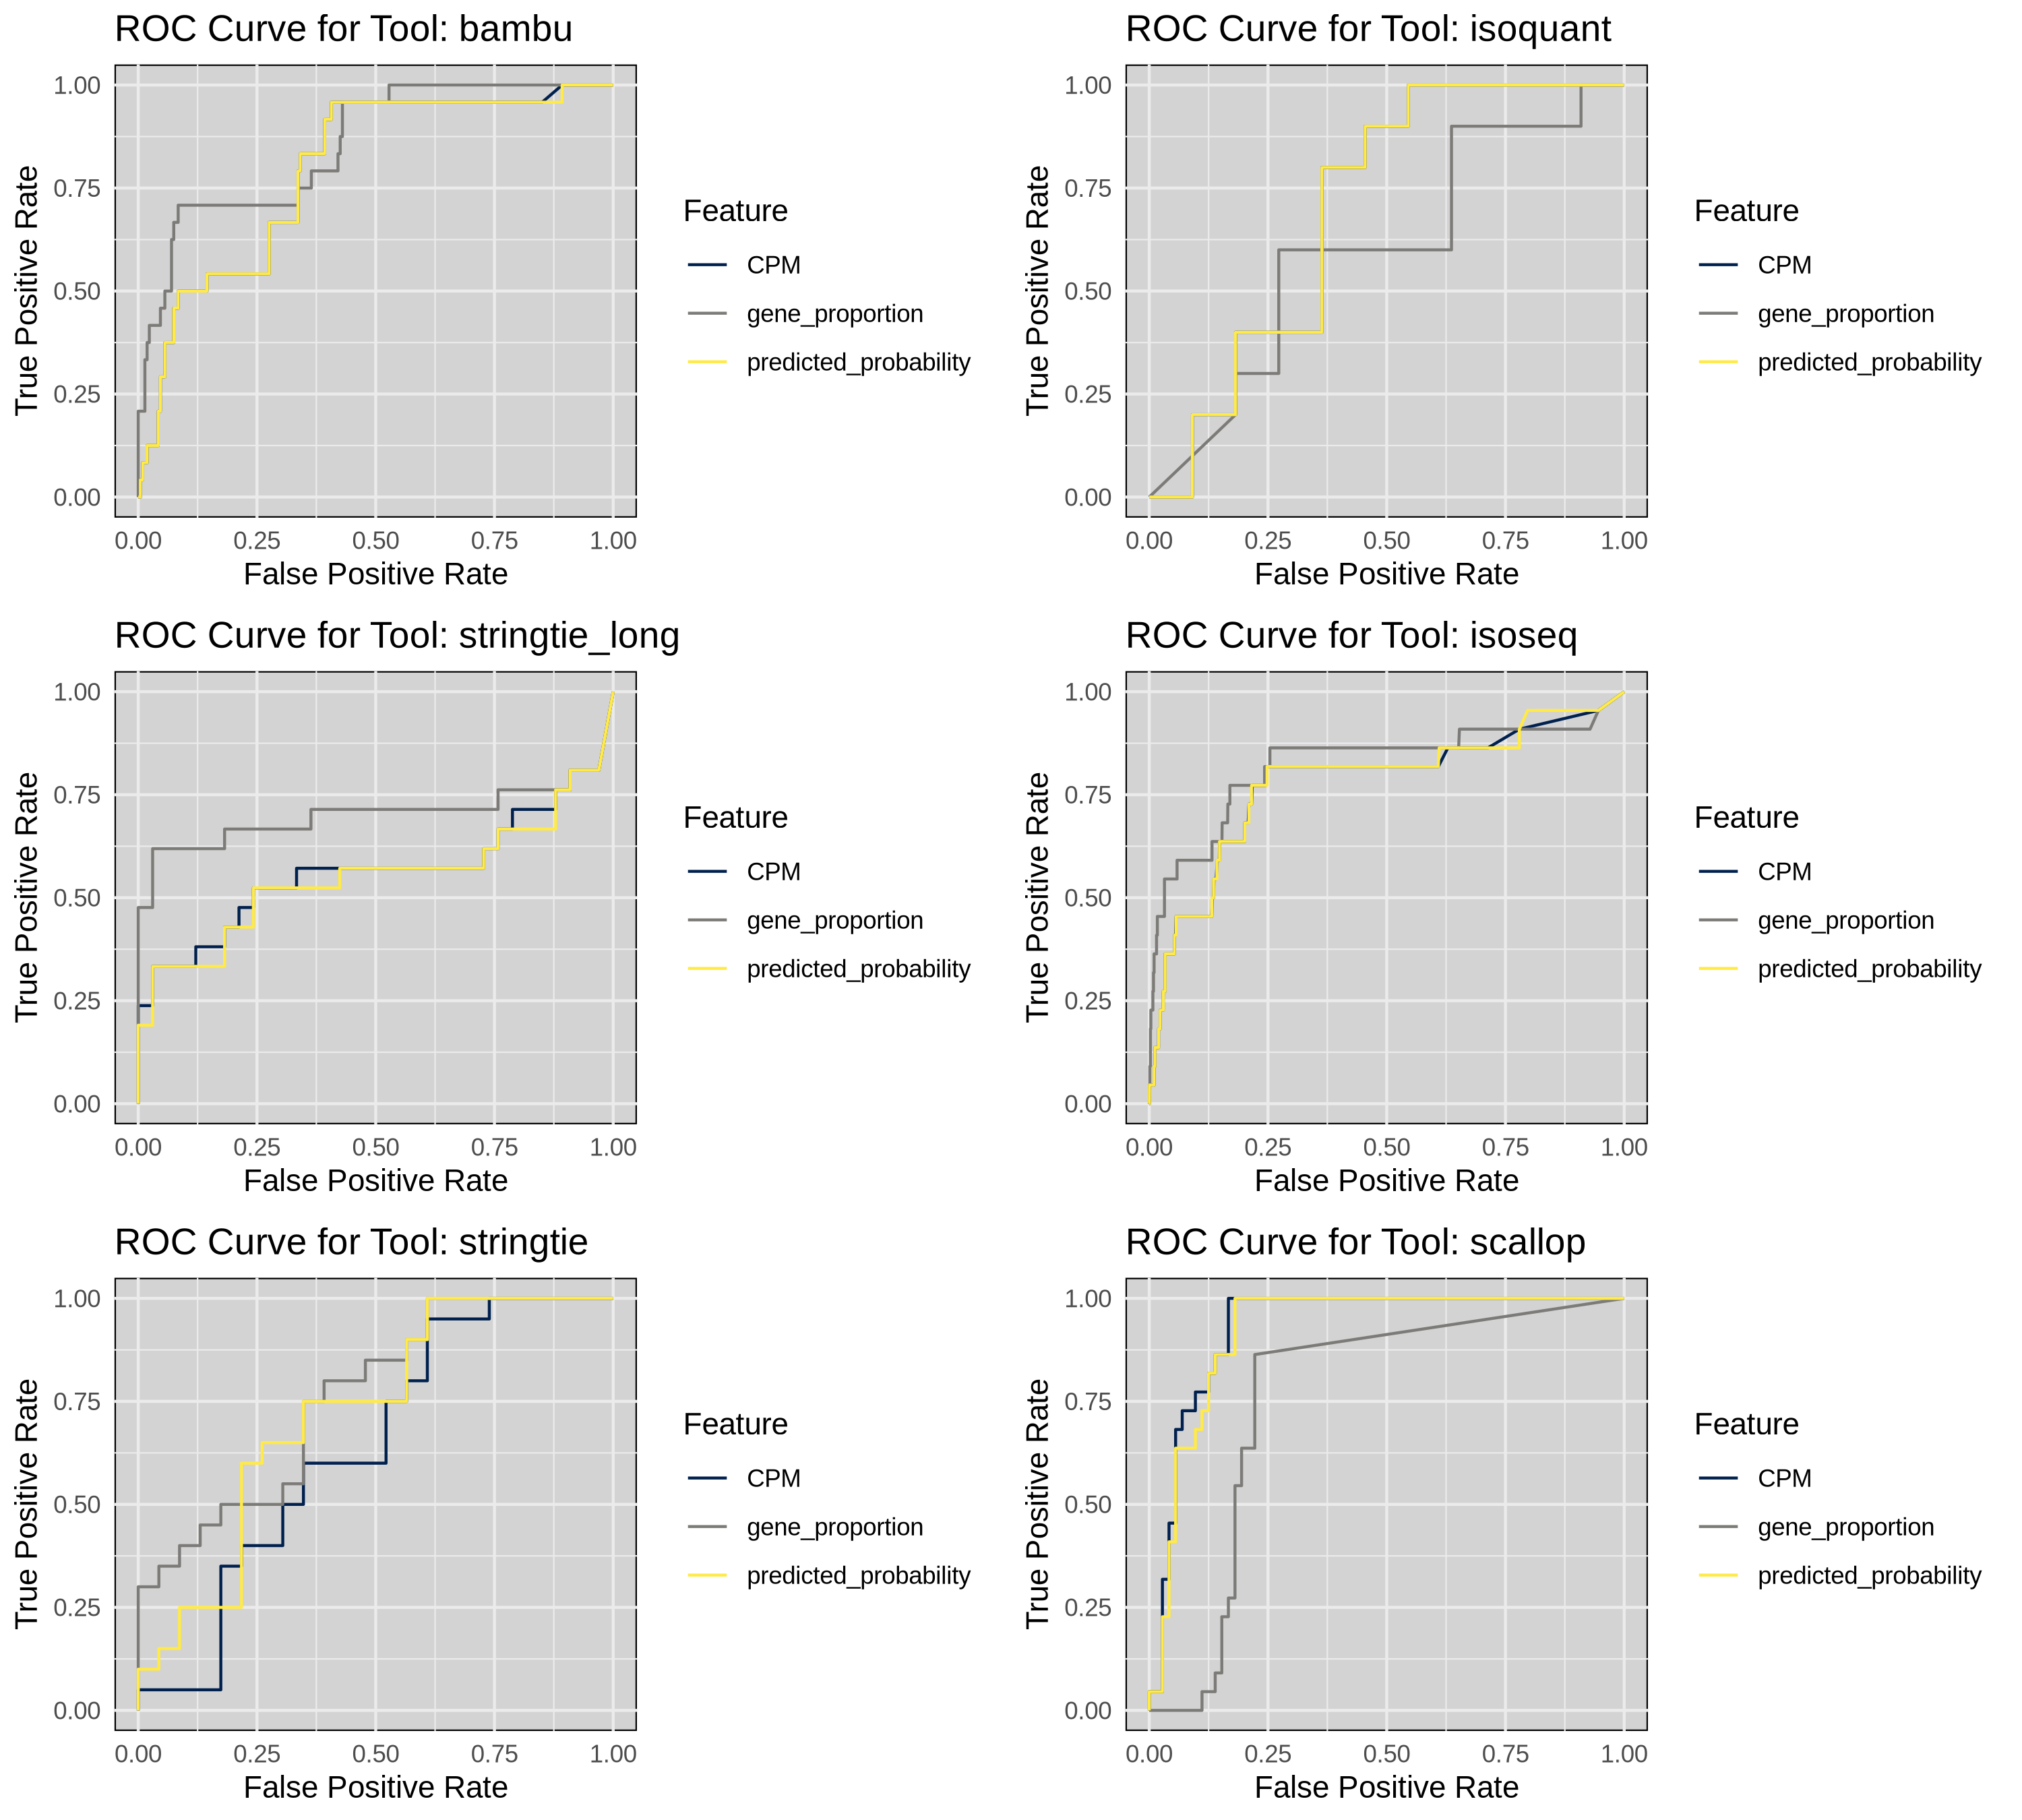 ROC Curve for Tool: bambu
True Positive Rate
1.00
0.75
0.50
0.25
0.00
0.00 0.25 0.50 0.75 1.00
False Positive Rate
Feature
CPM
gene_proportion
predicted_probability
ROC Curve for Tool: isoquant
True Positive Rate
1.00
0.75
0.50
0.25
0.00
0.00 0.25 0.50 0.75 1.00
False Positive Rate
Feature
CPM
gene_proportion
predicted_probability
ROC Curve for Tool: stringtie_long
True Positive Rate
1.00
0.75
0.50
0.25
0.00
0.00 0.25 0.50 0.75 1.00
False Positive Rate
Feature
CPM
gene_proportion
predicted_probability
ROC Curve for Tool: isoseq
True Positive Rate
1.00
0.75
0.50
0.25
0.00
0.00 0.25 0.50 0.75 1.00
False Positive Rate
Feature
CPM
gene_proportion
predicted_probability
ROC Curve for Tool: stringtie
True Positive Rate
1.00
0.75
0.50
0.25
0.00
0.00 0.25 0.50 0.75 1.00
False Positive Rate
Feature
CPM
gene_proportion
predicted_probability
ROC Curve for Tool: scallop
True Positive Rate
1.00
0.75
0.50
0.25
0.00
0.00 0.25 0.50 0.75 1.00
False Positive Rate
Feature
CPM
gene_proportion
predicted_probability